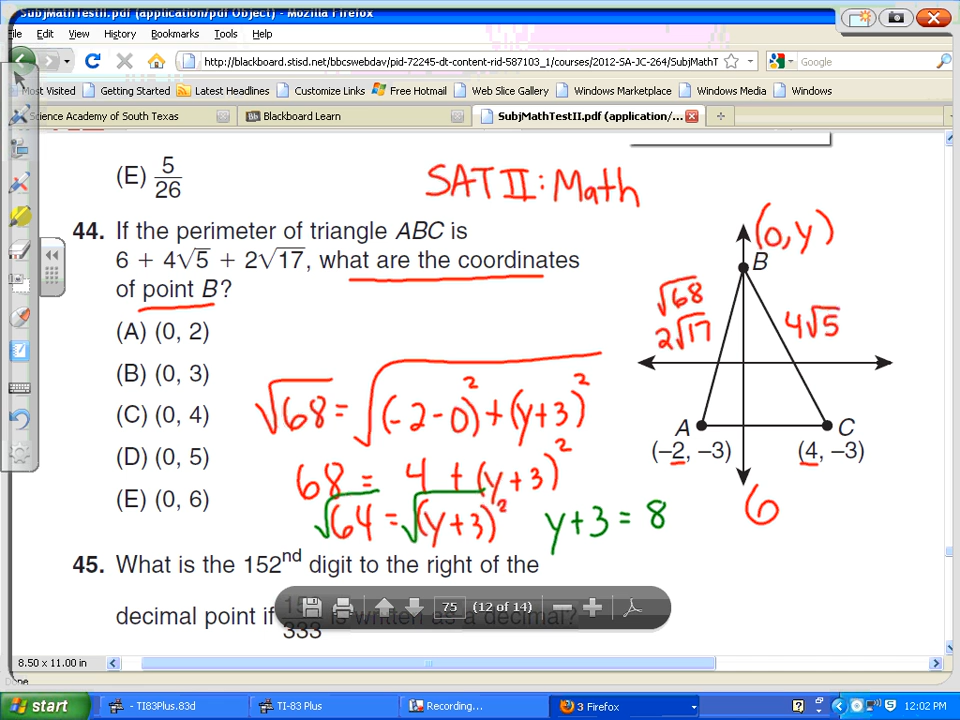 SubjMathTestII.pdf (application/pdf Object) - Mozilla Firefox
File Edit View History Bookmarks Tools Help
http://blackboard.stisd.net/bbcswebdav/pid-72245-dt-content-rid-587103_1/courses/2012-SA-JC-264/SubjMathT
Google
Most Visited Getting Started Latest Headlines Customize Links Free Hotmail Web Slice Gallery Windows Marketplace Windows Media Windows
Science Academy of South Texas Blackboard Learn SubjMathTestII.pdf (application/...
(E) 5/26
SAT II: Math
44. If the perimeter of triangle ABC is
6 + 4√5 + 2√17, what are the coordinates
of point B?
(A) (0, 2)
(B) (0, 3)
(C) (0, 4)
(D) (0, 5)
(E) (0, 6)
(0, y)
B
√68
2√17
4√5
A
(−2, −3)
C
(4, −3)
6
√68 = √(-2-0)² + (y+3)²
68 = 4 + (y+3)²
√64 = √(y+3)²
y+3 = 8
45. What is the 152nd digit to the right of the
decimal point if 333 is written as a decimal?
75 (12 of 14)
8.50 x 11.00 in
Done
start - TI83Plus.83d TI-83 Plus Recording... 3 Firefox 12:02 PM